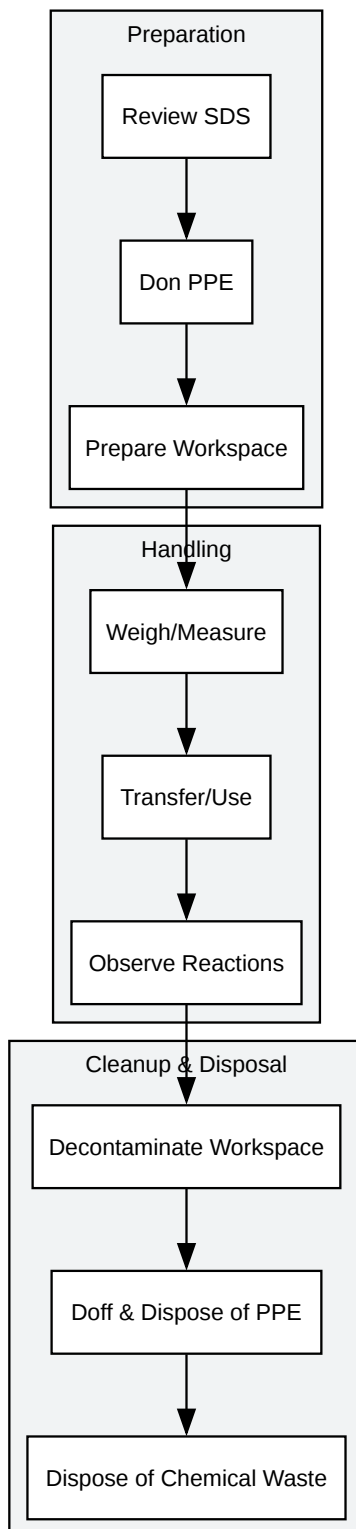 Preparation
Review SDS
Don PPE
Prepare Workspace
Handling
Weigh/Measure
Transfer/Use
Observe Reactions
Cleanup & Disposal
Decontaminate Workspace
Doff & Dispose of PPE
Dispose of Chemical Waste